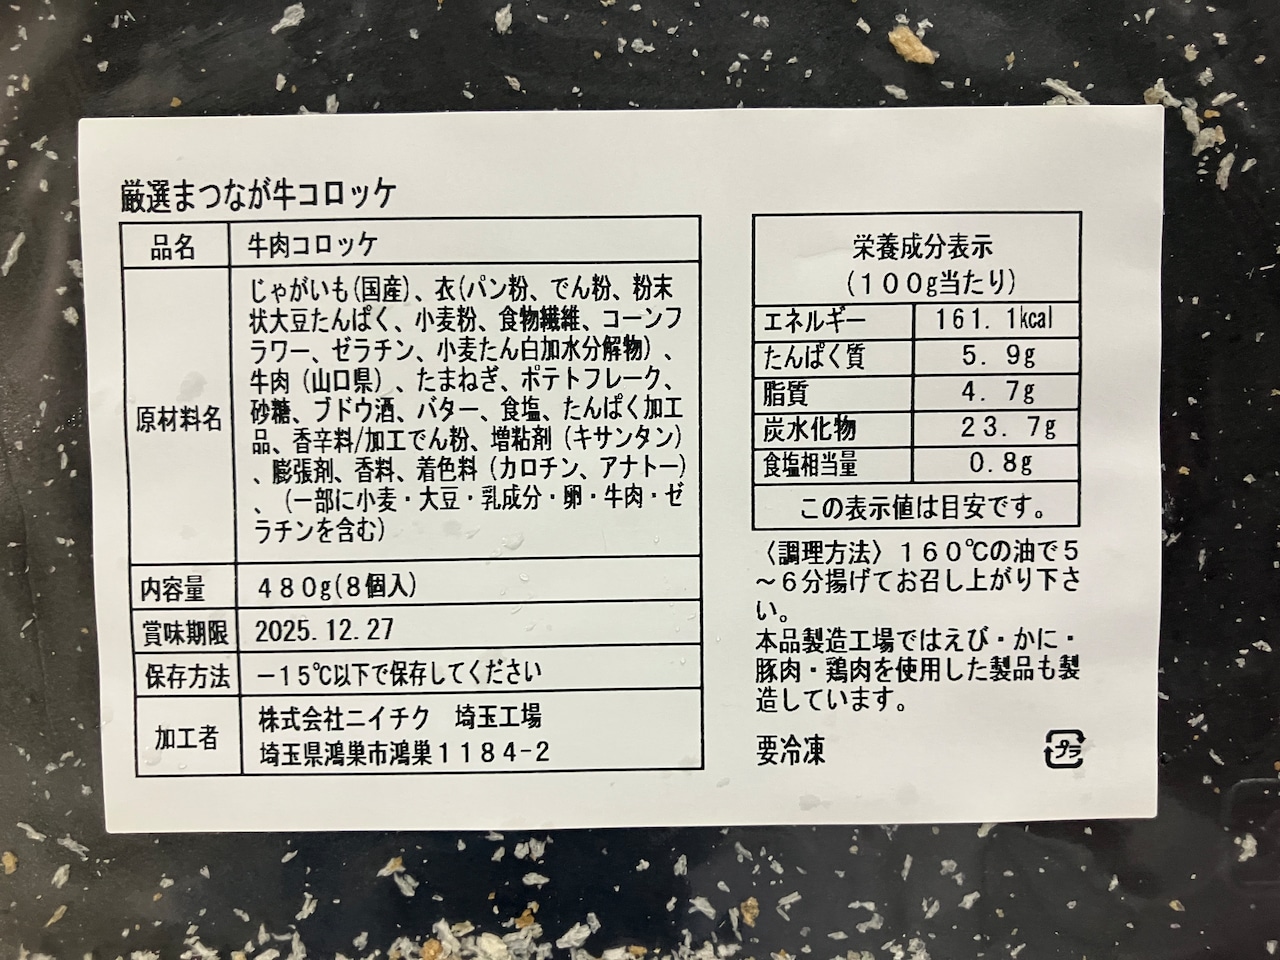 厳選まつなが牛コロッケ
品名 牛肉コロッケ
原材料名
じゃがいも(国産)、衣(パン粉、でん粉、粉末
状大豆たんぱく、小麦粉、食物繊維、コーンフ
ラワー、ゼラチン、小麦たん白加水分解物)、
牛肉(山口県)、たまねぎ、ポテトフレーク、
砂糖、ブドウ酒、バター、食塩、たんぱく加工
品、香辛料/加工でん粉、増粘剤(キサンタン)
、膨張剤、香料、着色料(カロチン、アナトー)
、(一部に小麦・大豆・乳成分・卵・牛肉・ゼ
ラチンを含む)
内容量 480g(8個入)
賞味期限 2025.12.27
保存方法 -15℃以下で保存してください
加工者
株式会社ニイチク 埼玉工場
埼玉県鴻巣市鴻巣1184-2
栄養成分表示
(100g当たり)
エネルギー 161.1kcal
たんぱく質 5.9g
脂質 4.7g
炭水化物 23.7g
食塩相当量 0.8g
この表示値は目安です。
〈調理方法〉160℃の油で5
~6分揚げてお召し上がり下さ
い。
本品製造工場ではえび・かに・
豚肉・鶏肉を使用した製品も製
造しています。
要冷凍
プラ